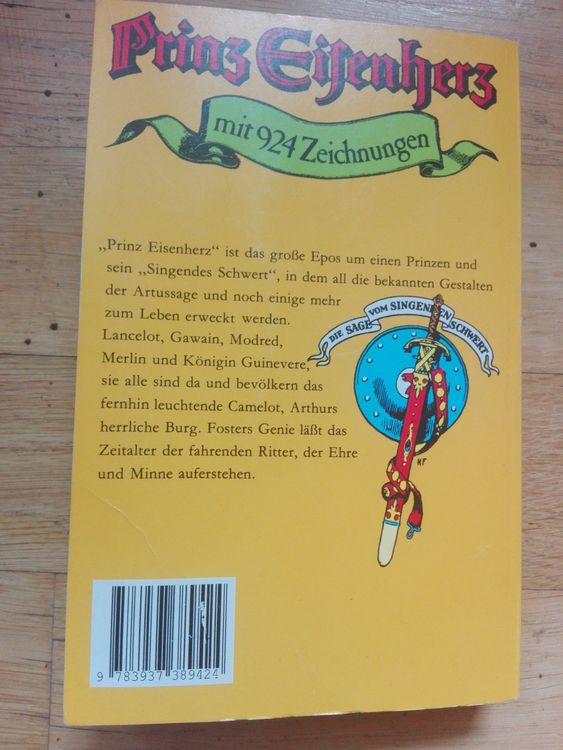 Prinz Eisenherz
mit 924 Zeichnungen
„Prinz Eisenherz“ ist das große Epos um einen Prinzen und
sein „Singendes Schwert“, in dem all die bekannten Gestalten
der Artussage und noch einige mehr
zum Leben erweckt werden.
Lancelot, Gawain, Modred,
Merlin und Königin Guinevere,
sie alle sind da und bevölkern das
fernhin leuchtende Camelot, Arthurs
herrliche Burg. Fosters Genie läßt das
Zeitalter der fahrenden Ritter, der Ehre
und Minne auferstehen.
DIE SAGE VOM SINGENDEN SCHWERT
HF
9 783937 389424